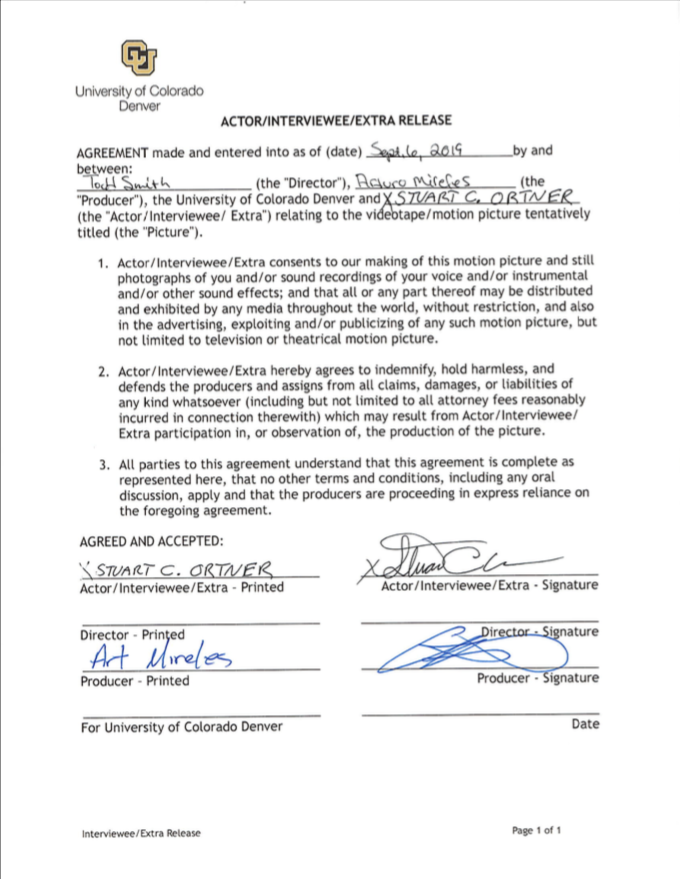 CU
University of Colorado
Denver
ACTOR/INTERVIEWEE/EXTRA RELEASE
AGREEMENT made and entered into as of (date) Sept. 6, 2019 by and
between:
Todd Smith (the "Director"), Arturo Mireles (the
"Producer"), the University of Colorado Denver and X STUART C. ORTNER
(the "Actor/Interviewee/ Extra") relating to the videotape/motion picture tentatively
titled (the "Picture").
1. Actor/Interviewee/Extra consents to our making of this motion picture and still
photographs of you and/or sound recordings of your voice and/or instrumental
and/or other sound effects; and that all or any part thereof may be distributed
and exhibited by any media throughout the world, without restriction, and also
in the advertising, exploiting and/or publicizing of any such motion picture, but
not limited to television or theatrical motion picture.
2. Actor/Interviewee/Extra hereby agrees to indemnify, hold harmless, and
defends the producers and assigns from all claims, damages, or liabilities of
any kind whatsoever (including but not limited to all attorney fees reasonably
incurred in connection therewith) which may result from Actor/Interviewee/
Extra participation in, or observation of, the production of the picture.
3. All parties to this agreement understand that this agreement is complete as
represented here, that no other terms and conditions, including any oral
discussion, apply and that the producers are proceeding in express reliance on
the foregoing agreement.
AGREED AND ACCEPTED:
X STUART C. ORTNER X Stuart C
Actor/Interviewee/Extra - Printed Actor/Interviewee/Extra - Signature
Director - Printed Director - Signature
Art Mireles
Producer - Printed Producer - Signature
For University of Colorado Denver Date
Interviewee/Extra Release Page 1 of 1